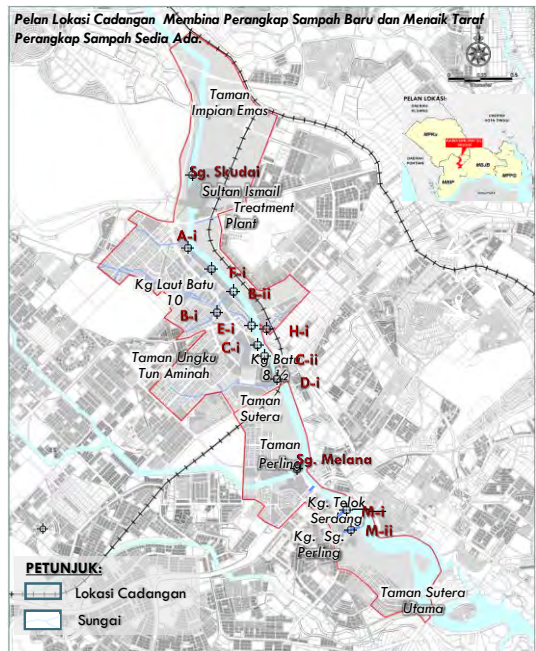 Pelan Lokasi Cadangan Membina Perangkap Sampah Baru dan Menaik Taraf
Perangkap Sampah Sedia Ada.
PELAN LOKASI:
MBJB
MPPG
Taman
Impian Emas
Sg. Skudai
Sultan Ismail
Treatment
Plant
A-i
F-i
Kg Laut Batu
10
B-ii
B-i
E-i
H-i
C-i
Kg Batu
8 ½
C-ii
Taman Ungku
Tun Aminah
D-i
Taman
Sutera
Taman
Perling
Sg. Melana
Kg. Telok
Serdang
M-i
Kg. Sg.
Perling
M-ii
Taman Sutera
Utama
PETUNJUK:
Lokasi Cadangan
Sungai